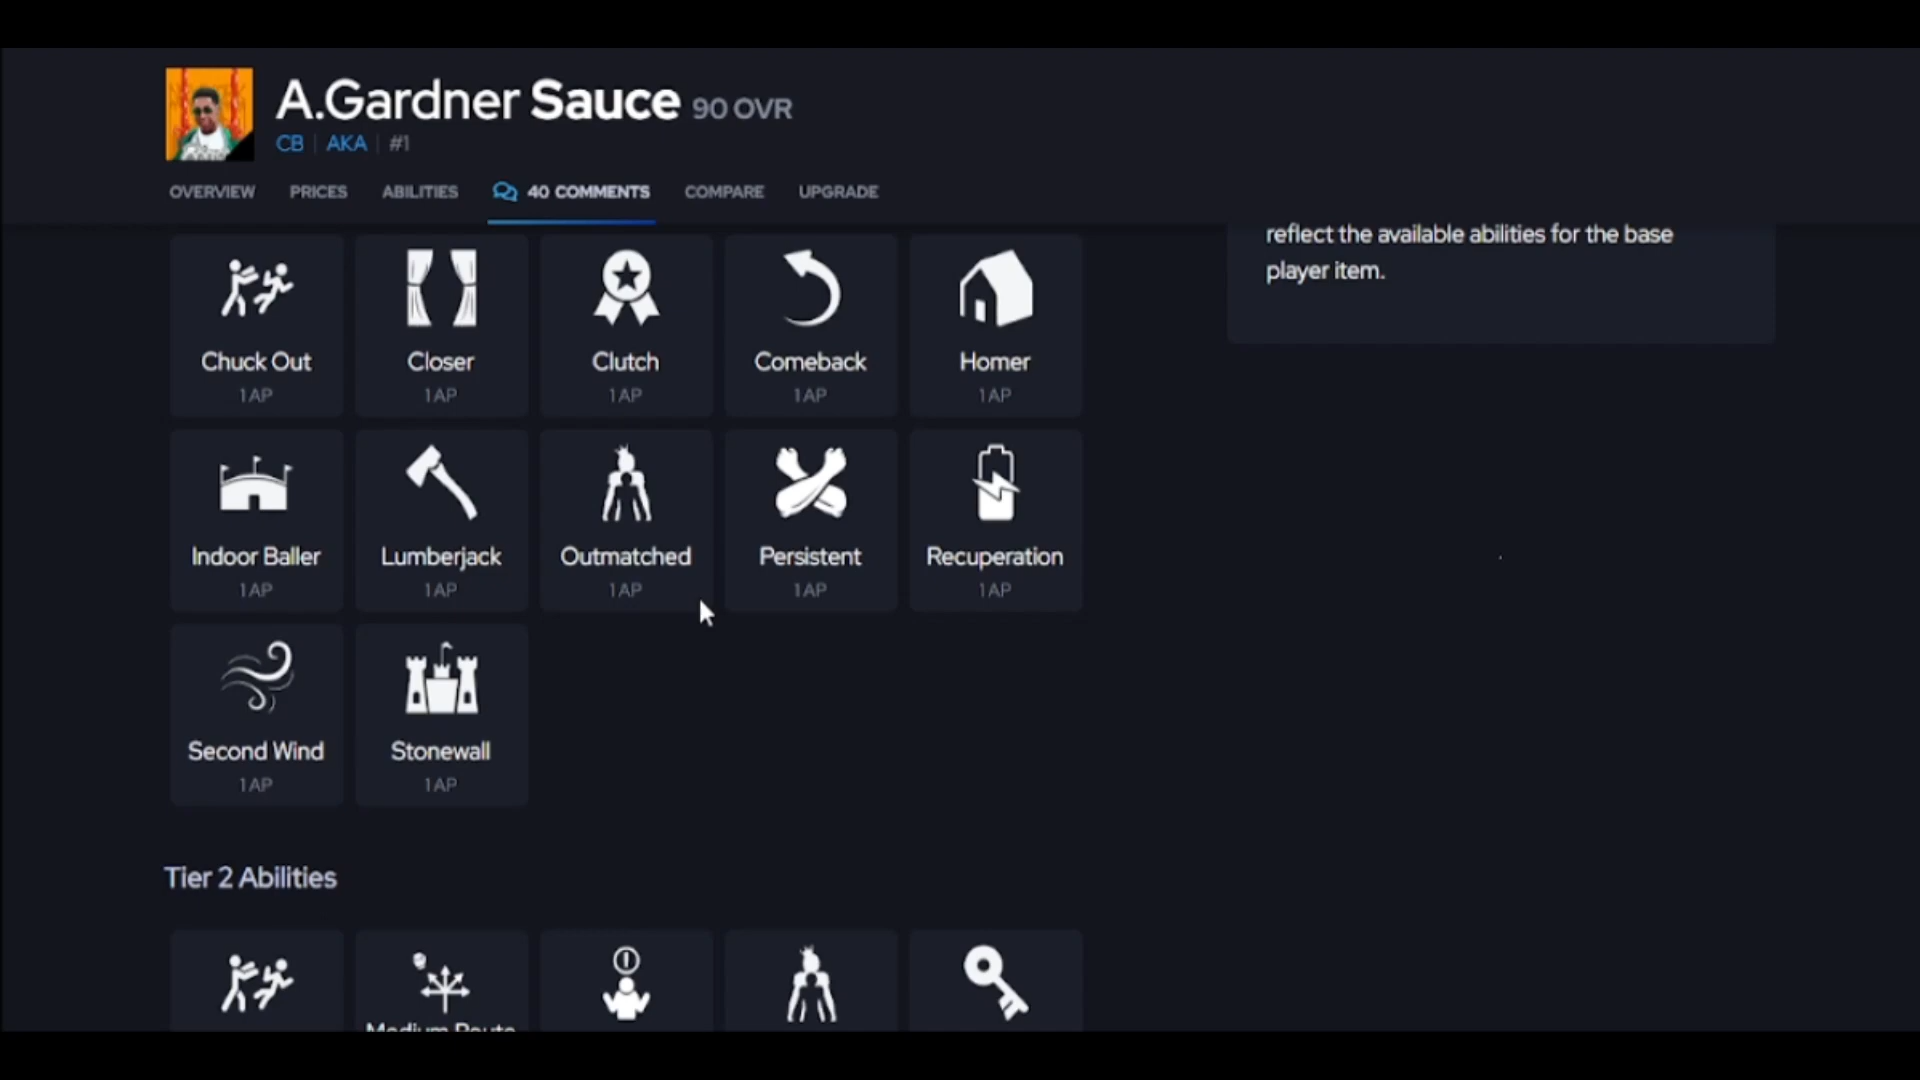 A.Gardner Sauce 90 OVR
CB | AKA | #1
OVERVIEW PRICES ABILITIES 40 COMMENTS COMPARE UPGRADE
reflect the available abilities for the base
player item.
Chuck Out Closer Clutch Comeback Homer
1 AP 1 AP 1 AP 1 AP 1 AP
Indoor Baller Lumberjack Outmatched Persistent Recuperation
1 AP 1 AP 1 AP 1 AP 1 AP
Second Wind Stonewall
1 AP 1 AP
Tier 2 Abilities
Medium Route